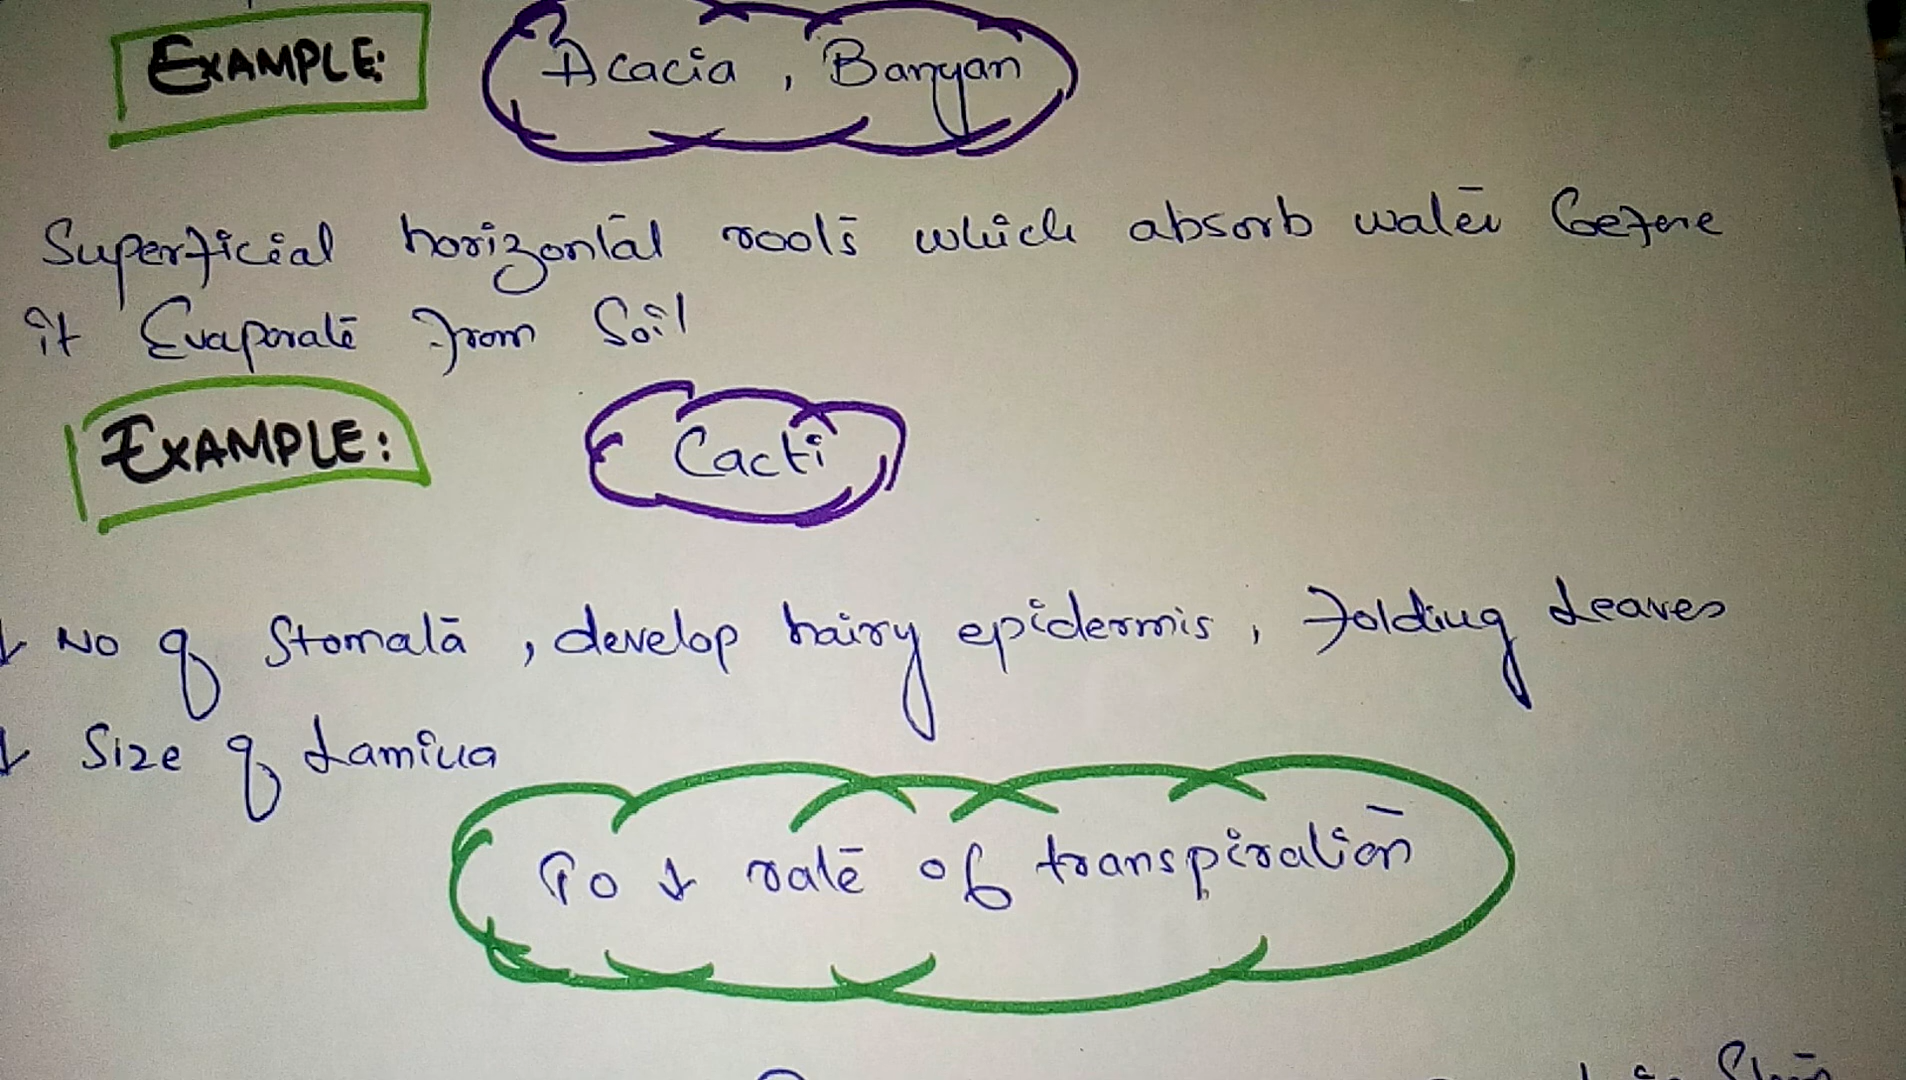 EXAMPLE: Acacia, Banyan
Superficial horizontal roots which absorb water before
it Evaporate from Soil
EXAMPLE: Cacti
↓ No of Stomata, develop hairy epidermis, Folding Leaves
↓ Size of Lamina
To ↓ rate of transpiration